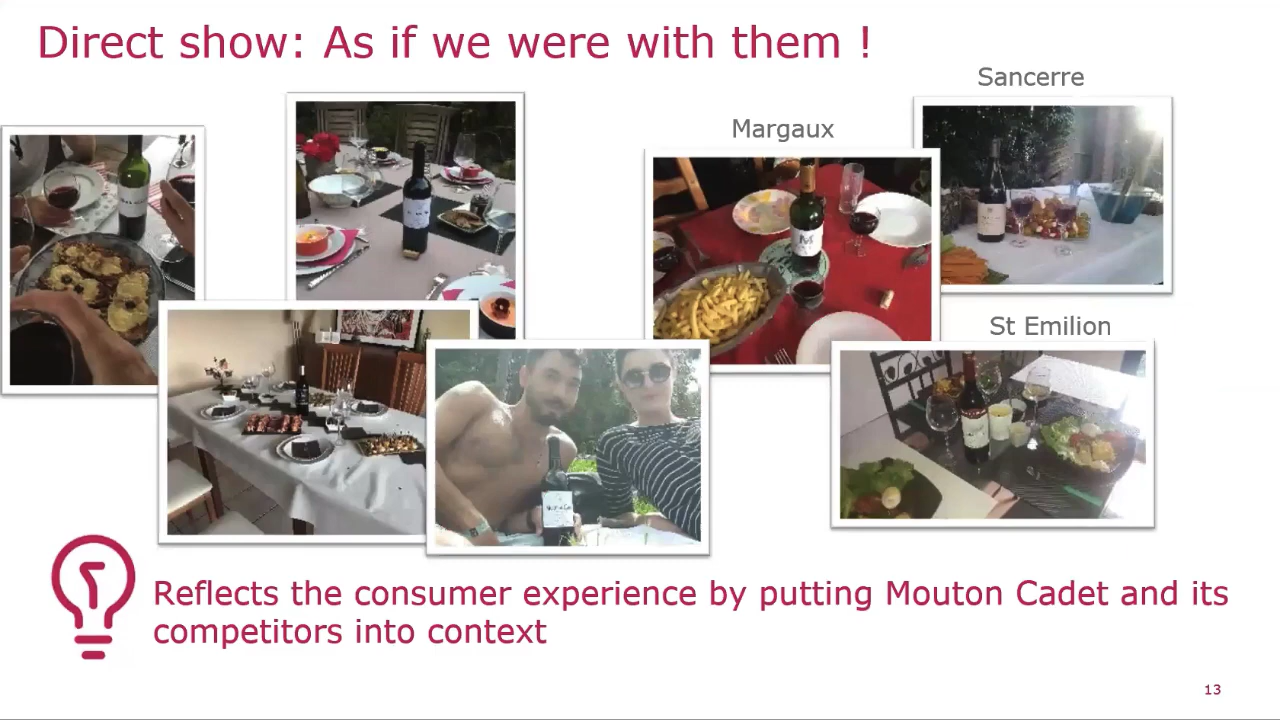 Direct show: As if we were with them !
Sancerre
Margaux
St Emilion
Reflects the consumer experience by putting Mouton Cadet and its
competitors into context
13